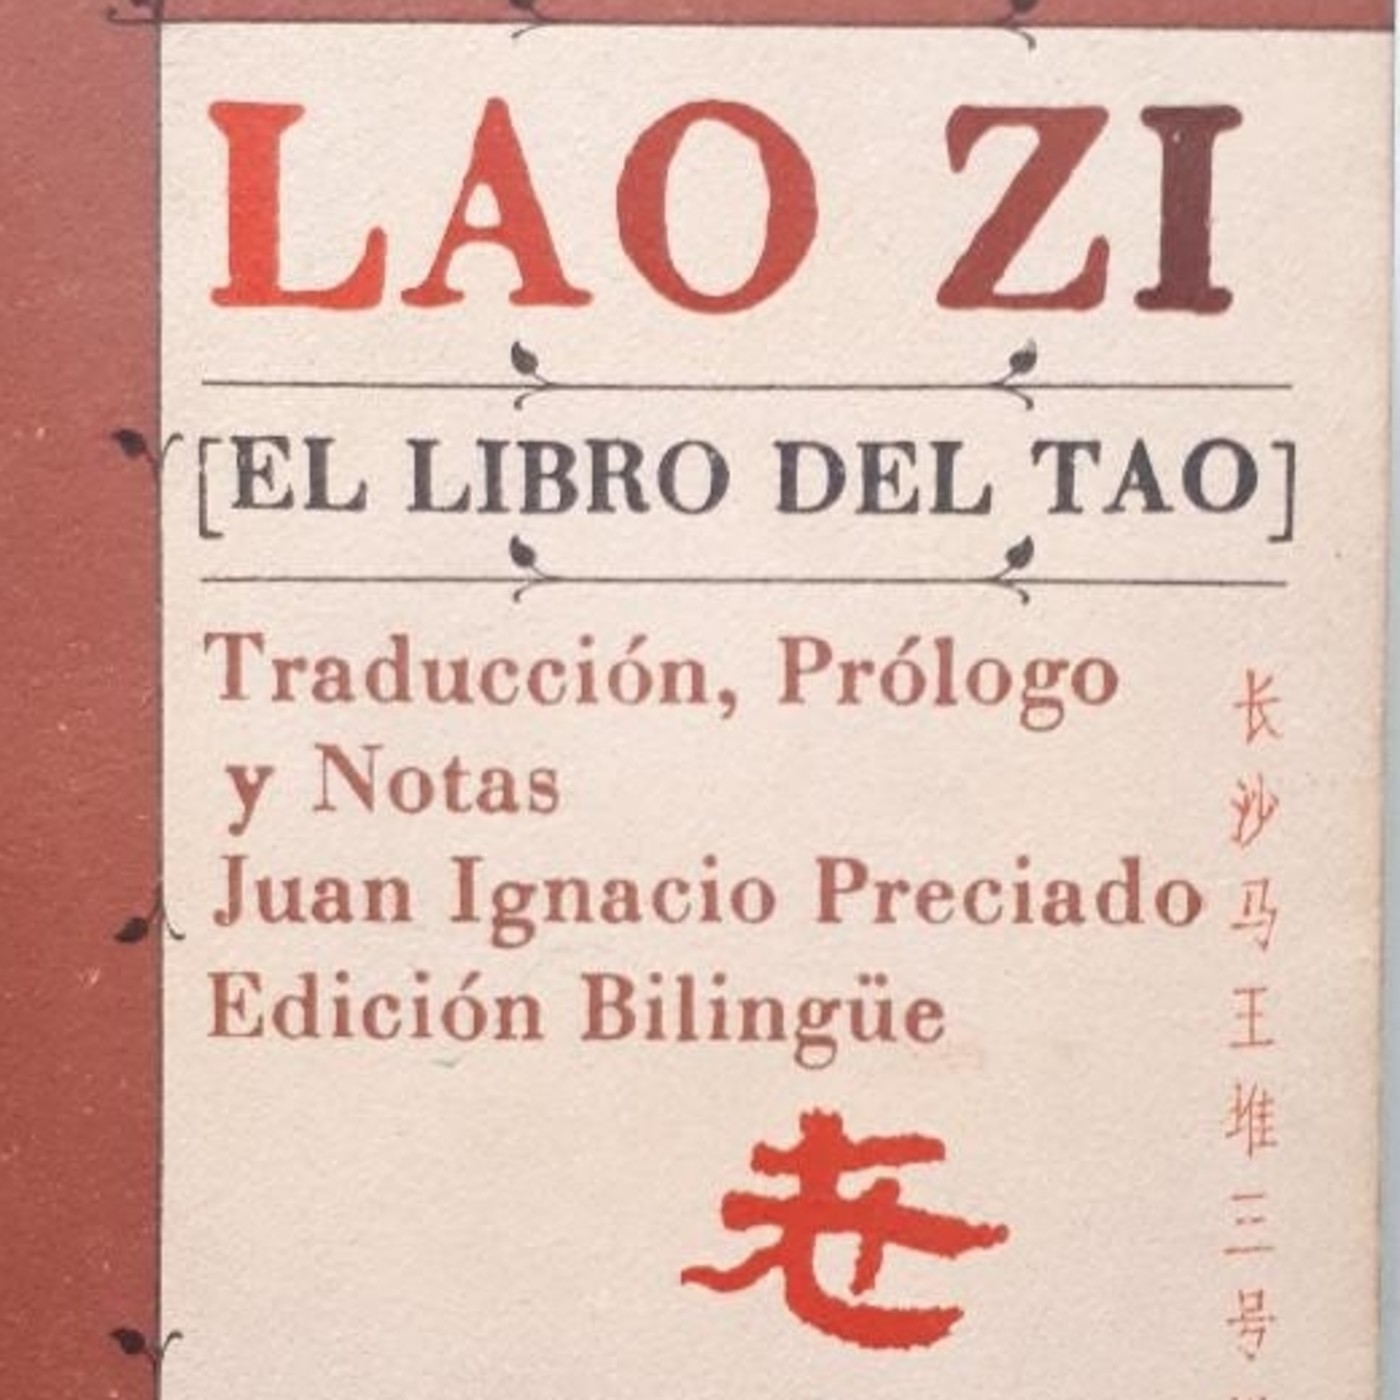 LAO ZI
[EL LIBRO DEL TAO]
Traducción, Prólogo
y Notas
Juan Ignacio Preciado
Edición Bilingüe
老
长沙马王堆三号